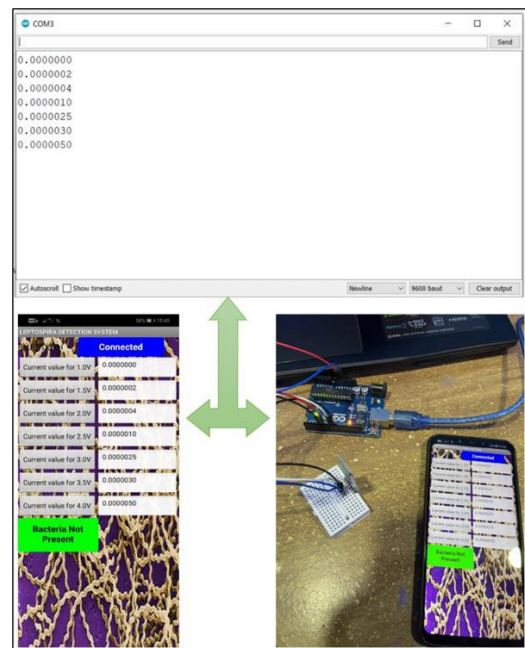 COM3
Send
0.0000000
0.0000002
0.0000004
0.0000010
0.0000025
0.0000030
0.0000050
Autoscroll Show timestamp
Newline
9600 baud
Clear output
LEPTOSPIRA DETECTION SYSTEM
Connected
Current value for 1.0V 0.0000000
Current value for 1.5V 0.0000002
Current value for 2.0V 0.0000004
Current value for 2.5V 0.0000010
Current value for 3.0V 0.0000025
Current value for 3.5V 0.0000030
Current value for 4.0V 0.0000050
Bacteria Not
Present
Connected
Bacteria Not
Present